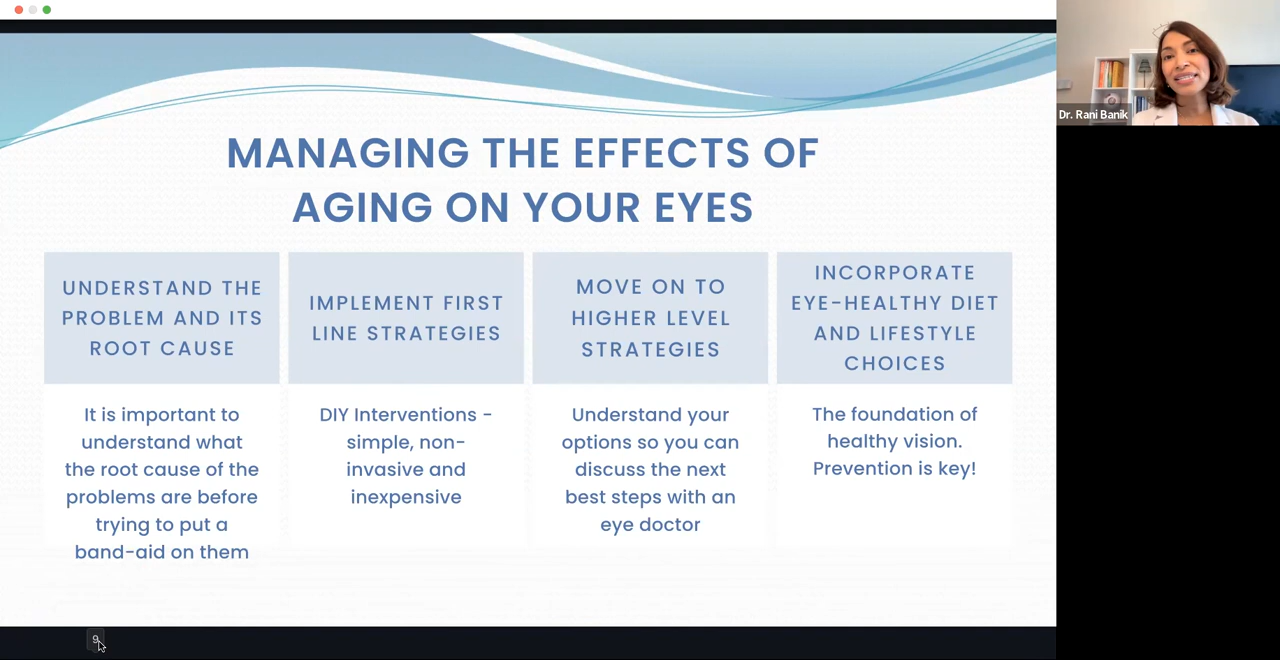 Dr. Rani Banik
MANAGING THE EFFECTS OF
AGING ON YOUR EYES
UNDERSTAND THE
PROBLEM AND ITS
ROOT CAUSE
It is important to
understand what
the root cause of the
problems are before
trying to put a
band-aid on them
IMPLEMENT FIRST
LINE STRATEGIES
DIY Interventions -
simple, non-
invasive and
inexpensive
MOVE ON TO
HIGHER LEVEL
STRATEGIES
Understand your
options so you can
discuss the next
best steps with an
eye doctor
INCORPORATE
EYE-HEALTHY DIET
AND LIFESTYLE
CHOICES
The foundation of
healthy vision.
Prevention is key!
9